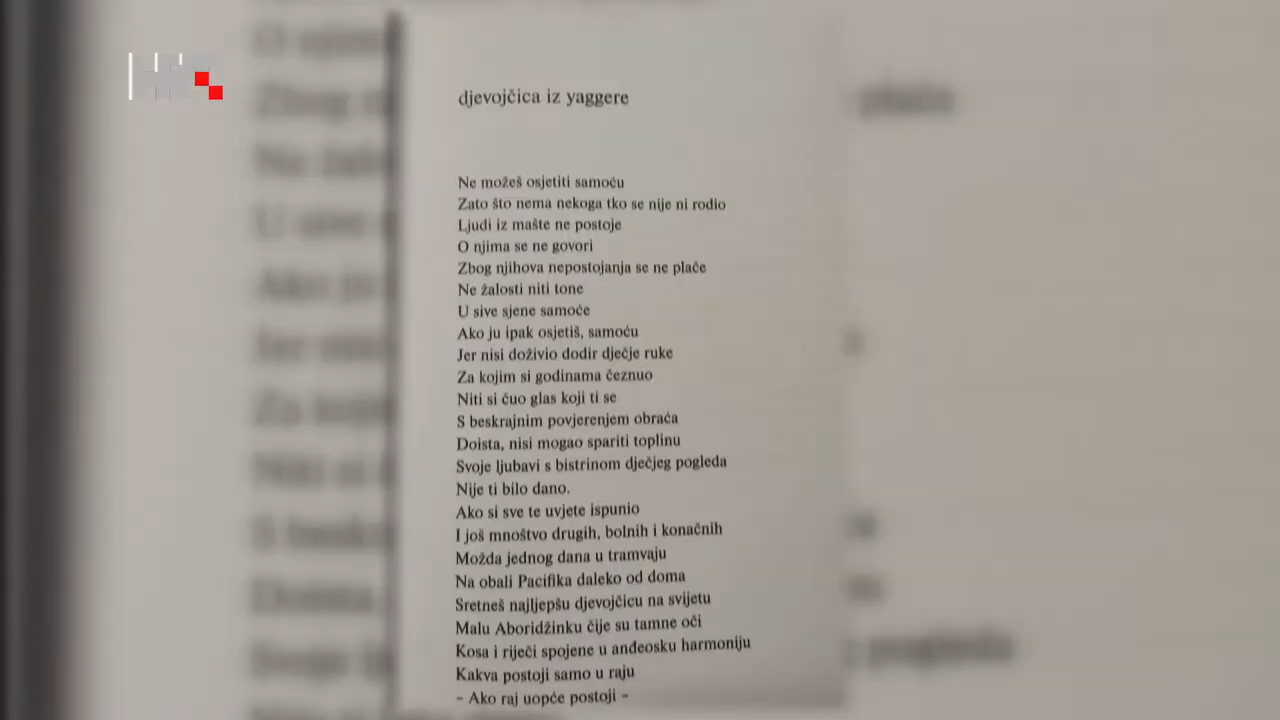 djevojčica iz yaggere
Ne možeš osjetiti samoću
Zato što nema nekoga tko se nije ni rodio
Ljudi iz mašte ne postoje
O njima se ne govori
Zbog njihova nepostojanja se ne plače
Ne žalosti niti tone
U sive sjene samoće
Ako ju ipak osjetiš, samoću
Jer nisi doživio dodir dječje ruke
Za kojim si godinama čeznuo
Niti si čuo glas koji ti se
S beskrajnim povjerenjem obraća
Doista, nisi mogao spariti toplinu
Svoje ljubavi s bistrinom dječjeg pogleda
Nije ti bilo dano.
Ako si sve te uvjete ispunio
I još mnoštvo drugih, bolnih i konačnih
Možda jednog dana u tramvaju
Na obali Pacifika daleko od doma
Sretneš najljepšu djevojčicu na svijetu
Malu Aboridžinku čije su tamne oči
Kosa i riječi spojene u anđeosku harmoniju
Kakva postoji samo u raju
– Ako raj uopće postoji –